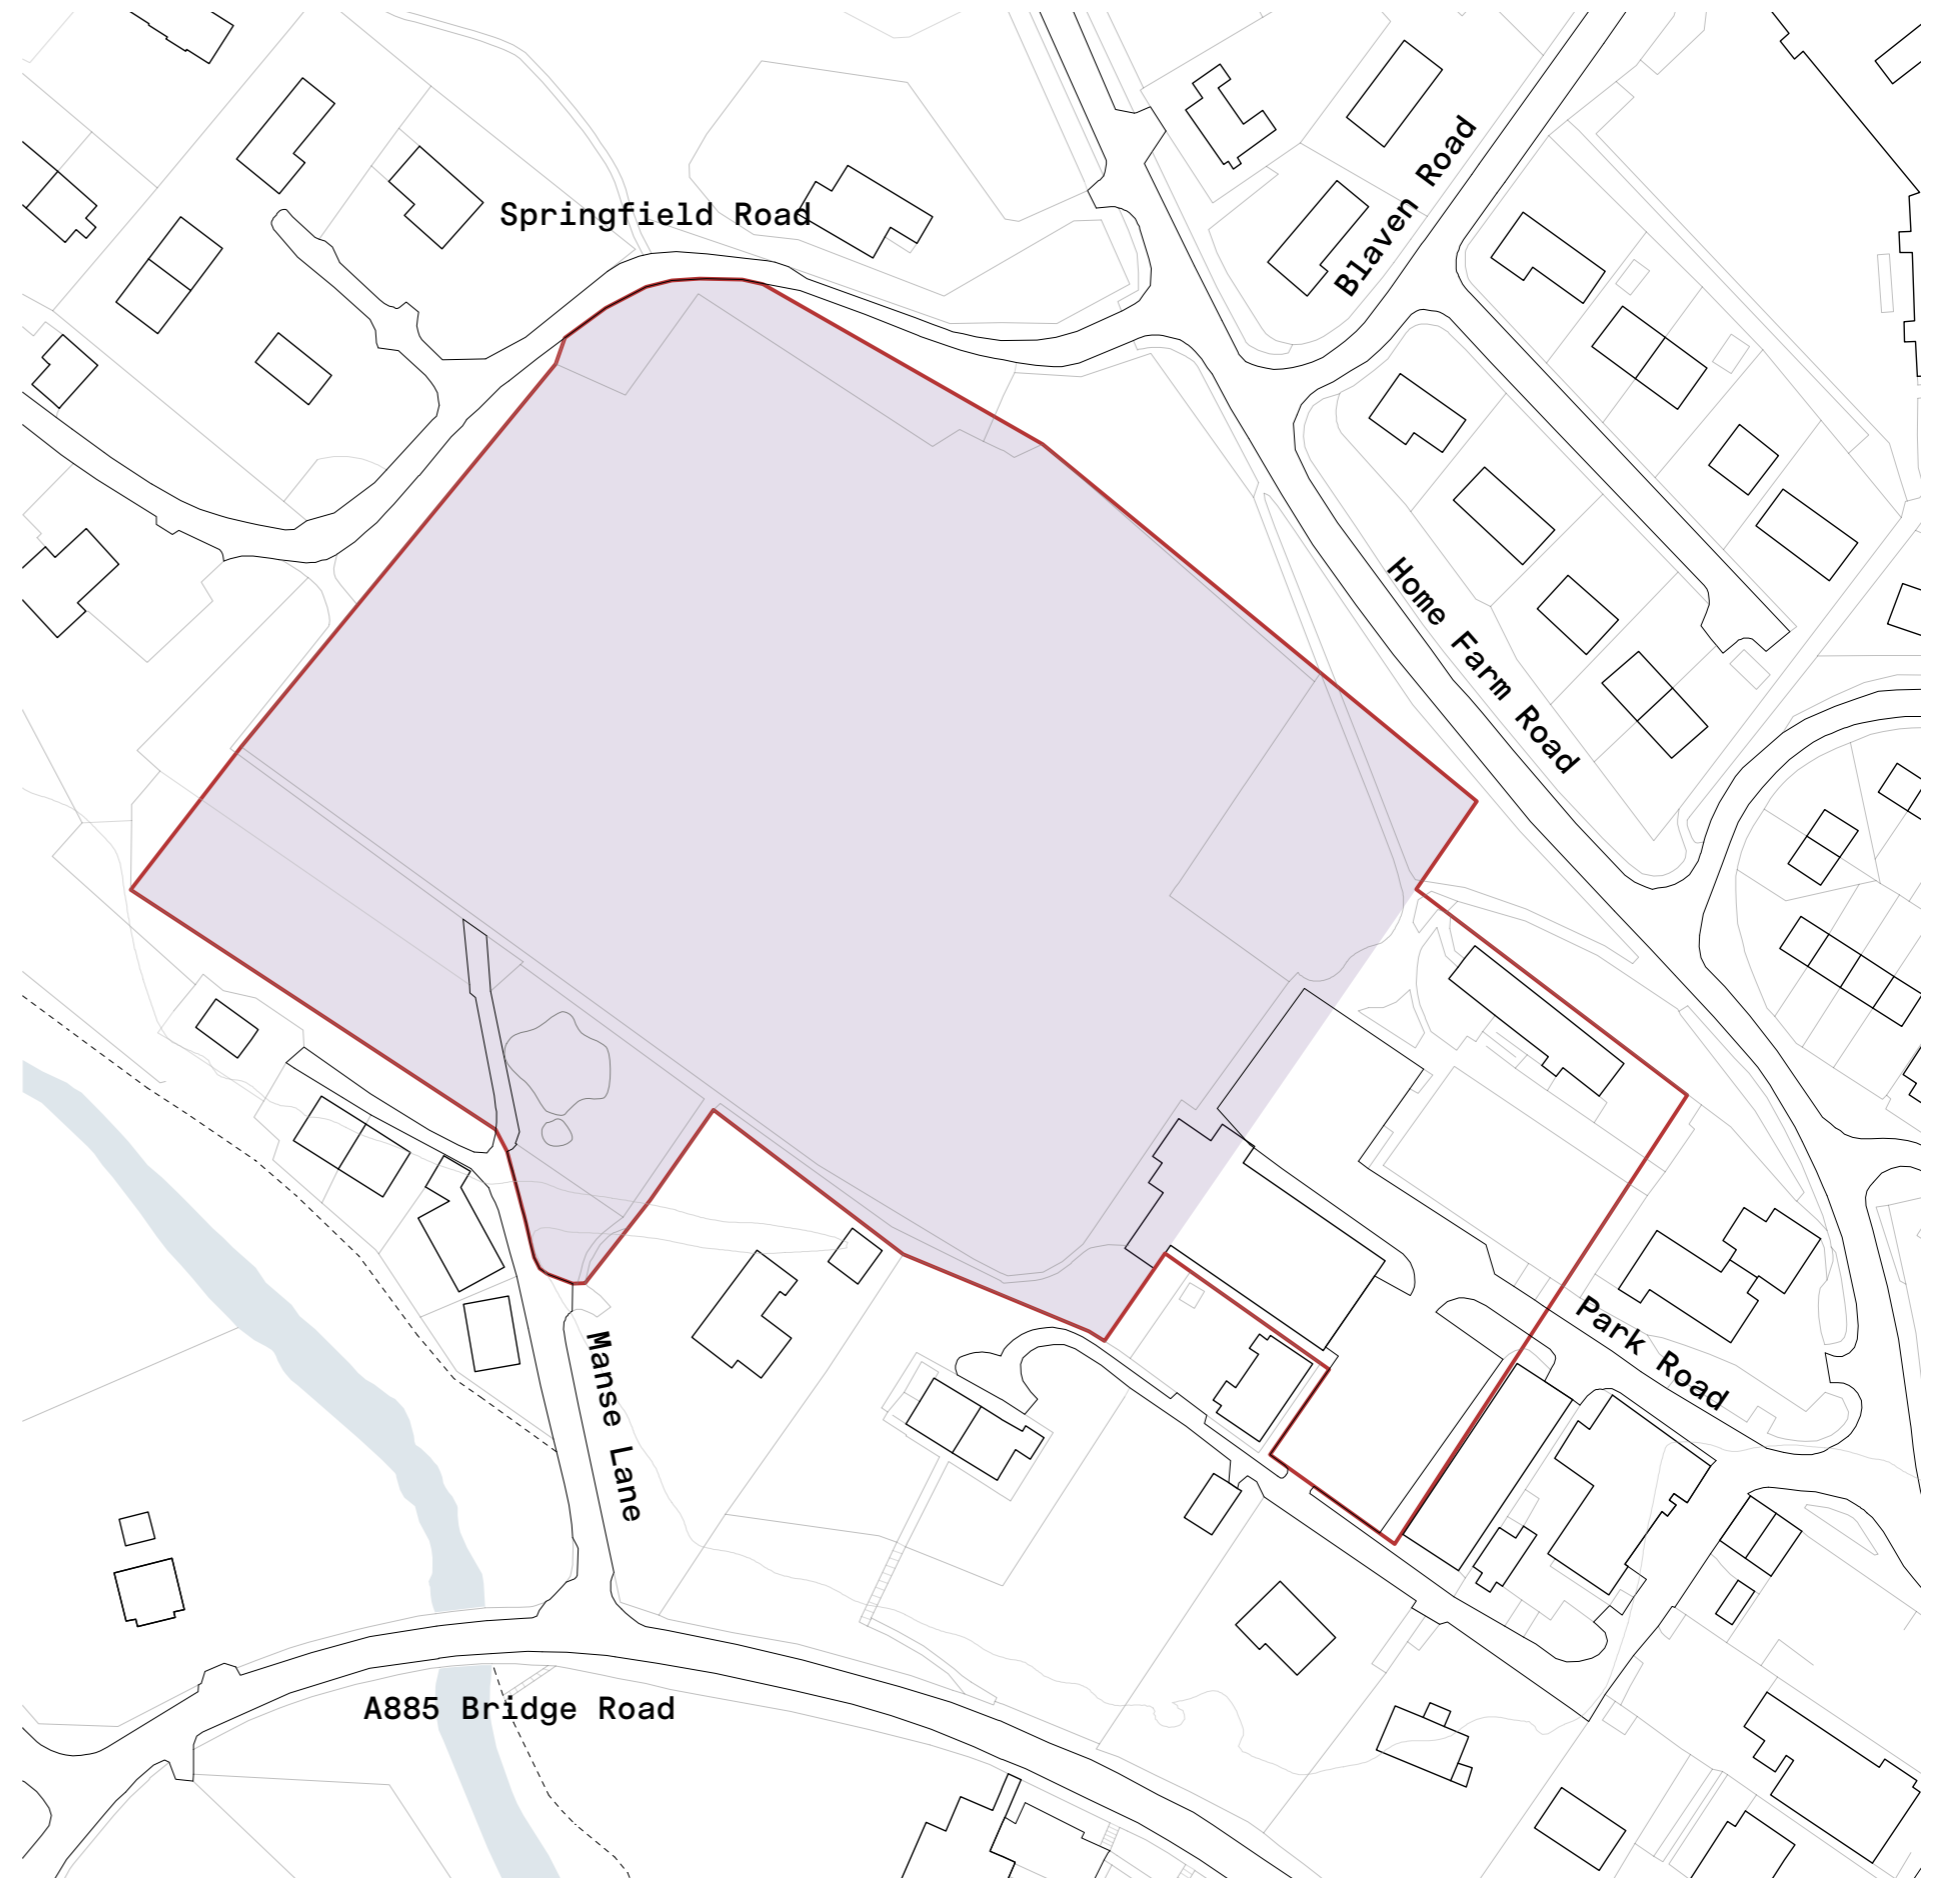 Springfield Road
Blaven Road
Home Farm Road
Park Road
Manse Lane
A885 Bridge Road